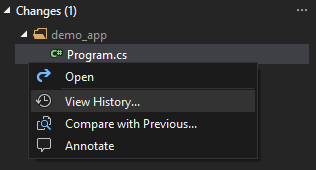 Changes (1)
demo_app
C# Program.cs
Open
View History...
Compare with Previous...
Annotate